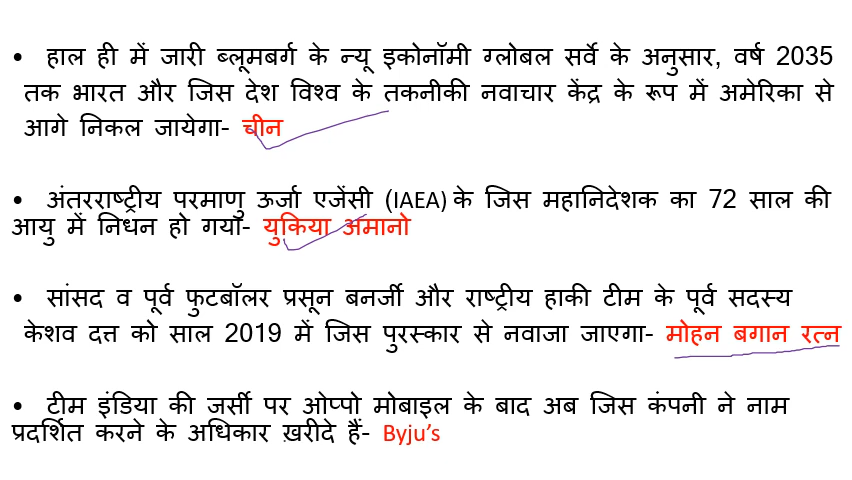 • हाल ही में जारी ब्लूमबर्ग के न्यू इकोनॉमी ग्लोबल सर्वे के अनुसार, वर्ष 2035
तक भारत और जिस देश विश्व के तकनीकी नवाचार केंद्र के रूप में अमेरिका से
आगे निकल जायेगा- चीन
• अंतरराष्ट्रीय परमाणु ऊर्जा एजेंसी (IAEA) के जिस महानिदेशक का 72 साल की
आयु में निधन हो गया- युकिया अमानो
• सांसद व पूर्व फुटबॉलर प्रसून बनर्जी और राष्ट्रीय हाकी टीम के पूर्व सदस्य
केशव दत्त को साल 2019 में जिस पुरस्कार से नवाजा जाएगा- मोहन बगान रत्न
• टीम इंडिया की जर्सी पर ओप्पो मोबाइल के बाद अब जिस कंपनी ने नाम
प्रदर्शित करने के अधिकार ख़रीदे हैं- Byju’s